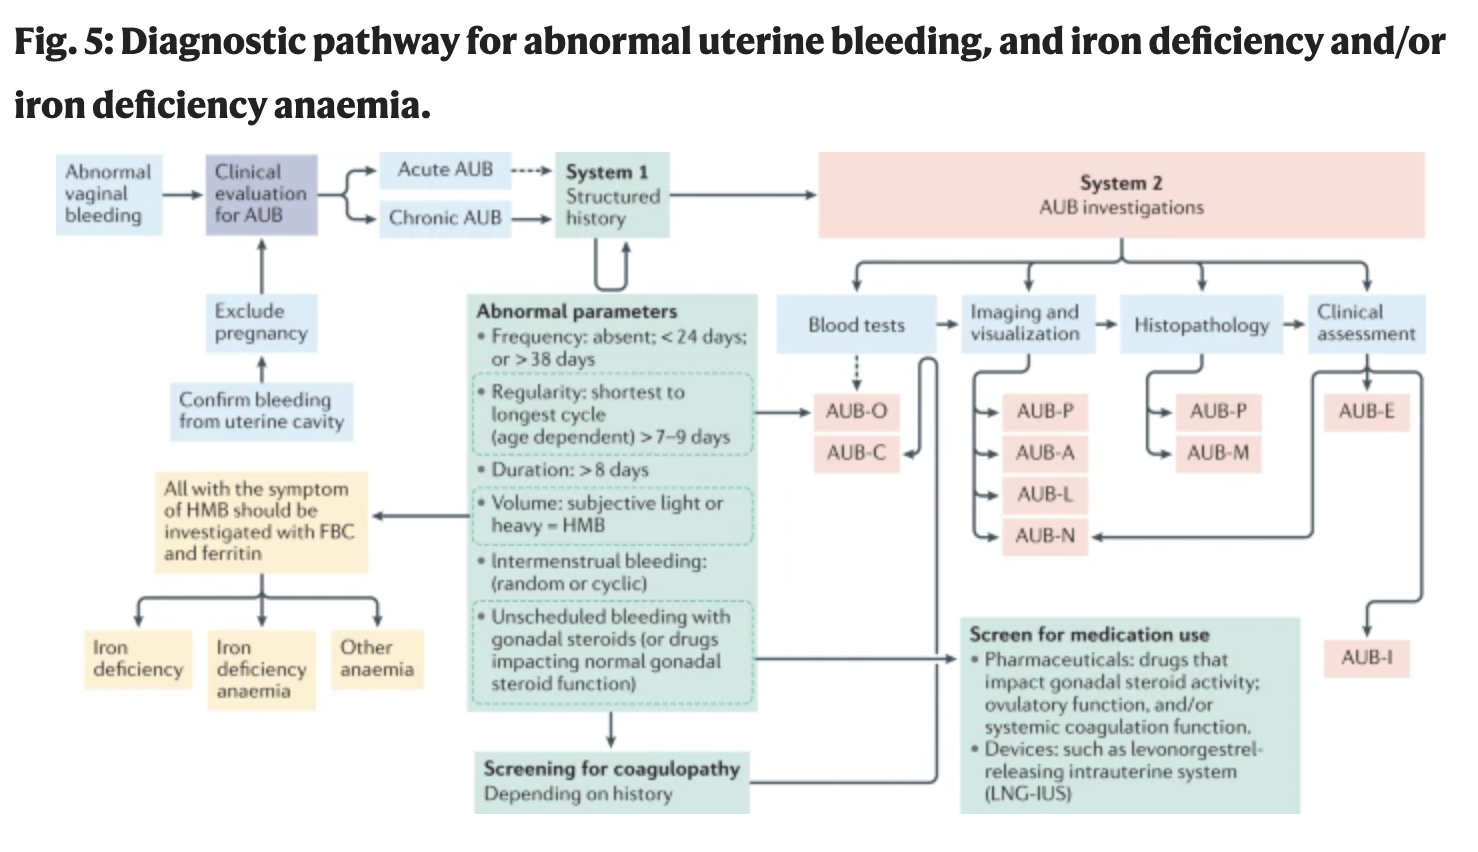 Fig. 5: Diagnostic pathway for abnormal uterine bleeding, and iron deficiency and/or
iron deficiency anaemia.
Abnormal
vaginal
bleeding
Clinical
evaluation
for AUB
Acute AUB
Chronic AUB
System 1
Structured
history
System 2
AUB investigations
Exclude
pregnancy
Confirm bleeding
from uterine cavity
Abnormal parameters
• Frequency: absent; < 24 days;
or > 38 days
• Regularity: shortest to
longest cycle
(age dependent) > 7–9 days
• Duration: > 8 days
• Volume: subjective light or
heavy = HMB
• Intermenstrual bleeding:
(random or cyclic)
• Unscheduled bleeding with
gonadal steroids (or drugs
impacting normal gonadal
steroid function)
All with the symptom
of HMB should be
investigated with FBC
and ferritin
Iron
deficiency
Iron
deficiency
anaemia
Other
anaemia
Screening for coagulopathy
Depending on history
Blood tests
Imaging and
visualization
Histopathology
Clinical
assessment
AUB-O
AUB-C
AUB-P
AUB-A
AUB-L
AUB-N
AUB-P
AUB-M
AUB-E
AUB-I
Screen for medication use
• Pharmaceuticals: drugs that
impact gonadal steroid activity;
ovulatory function, and/or
systemic coagulation function.
• Devices: such as levonorgestrel-
releasing intrauterine system
(LNG-IUS)